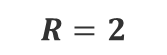 R = 2